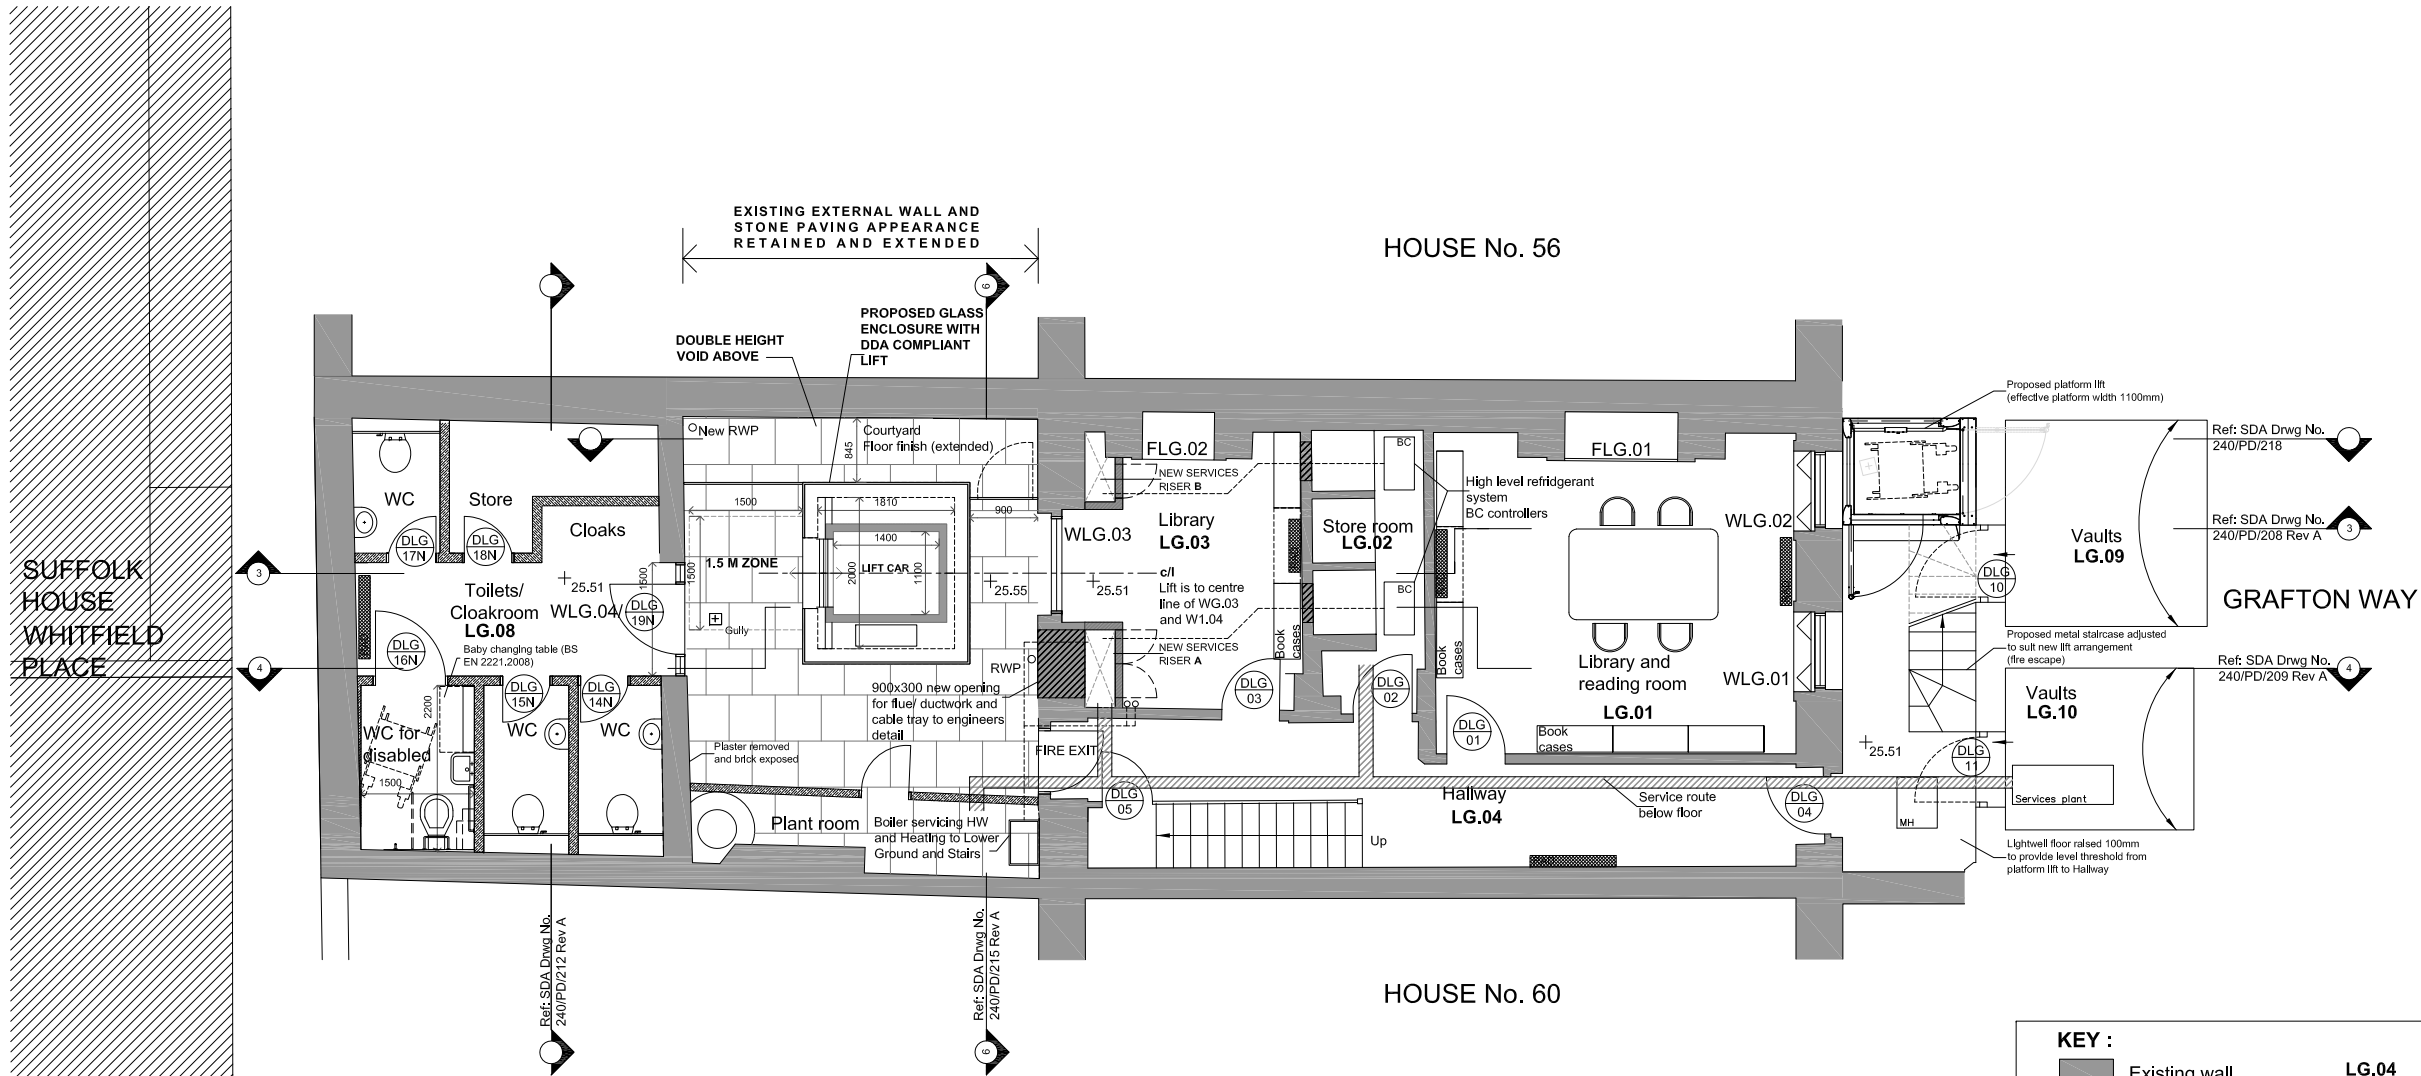 EXISTING EXTERNAL WALL AND
STONE PAVING APPEARANCE
RETAINED AND EXTENDED
HOUSE No. 56
6
DOUBLE HEIGHT
VOID ABOVE
PROPOSED GLASS
ENCLOSURE WITH
DDA COMPLIANT
LIFT
Proposed platform lift
(effective platform width 1100mm)
Ref: SDA Drwg No.
240/PD/218
New RWP
Courtyard
Floor finish (extended)
845
FLG.02
FLG.01
BC
NEW SERVICES
RISER B
High level refridgerant
system
BC controllers
WC
Store
Cloaks
DLG
17N
DLG
18N
1500
1810
900
1400
WLG.03
Library
LG.03
Store room
LG.02
WLG.02
Vaults
LG.09
Ref: SDA Drwg No.
240/PD/208 Rev A
3
SUFFOLK
HOUSE
WHITFIELD
PLACE
3
1.5 M ZONE
1500
1500
2000
LIFT CAR
1100
25.51
25.55
25.51
c/l
Lift is to centre
line of WG.03
and W1.04
BC
DLG
10
GRAFTON WAY
Toilets/
Cloakroom
LG.08
WLG.04/
DLG
19N
Gully
Baby changing table (BS
EN 2221.2008)
DLG
16N
4
Book
cases
Book
cases
NEW SERVICES
RISER A
RWP
Library and
reading room
LG.01
WLG.01
Proposed metal staircase adjusted
to suit new lift arrangement
(fire escape)
Ref: SDA Drwg No.
240/PD/209 Rev A
4
DLG
15N
DLG
14N
DLG
03
DLG
02
DLG
01
Vaults
LG.10
900x300 new opening
for flue/ ductwork and
cable tray to engineers
detail
2200
WC for
disabled
1500
WC
WC
Plaster removed
and brick exposed
FIRE EXIT
Book
cases
25.51
DLG
11
Services plant
DLG
05
Hallway
LG.04
Service route
below floor
DLG
04
MH
Plant room
Boiler servicing HW
and Heating to Lower
Ground and Stairs
Up
Lightwell floor raised 100mm
to provide level threshold from
platform lift to Hallway
Ref: SDA Drwg No.
240/PD/212 Rev A
Ref: SDA Drwg No.
240/PD/215 Rev A
HOUSE No. 60
6
KEY :
Existing wall
LG.04